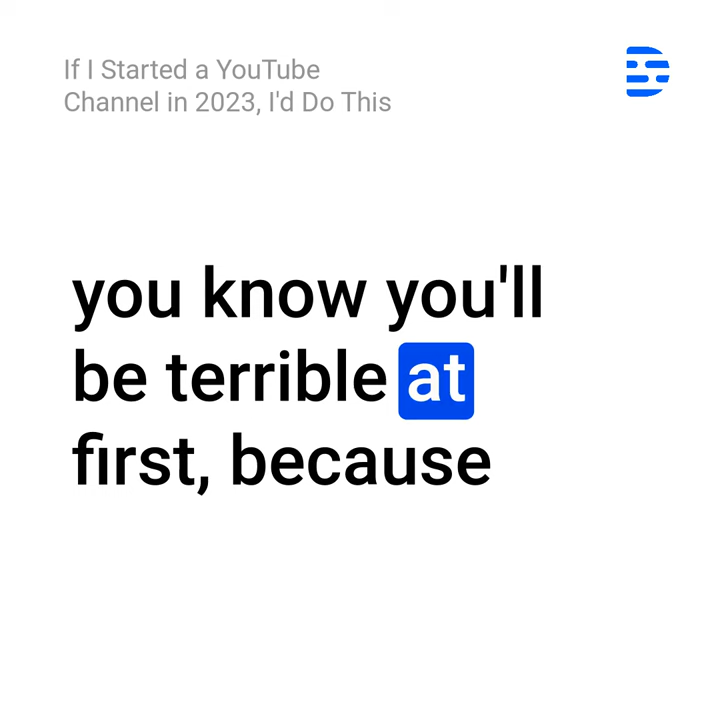 If I Started a YouTube
Channel in 2023, I'd Do This
you know you'll
be terrible at
first, because